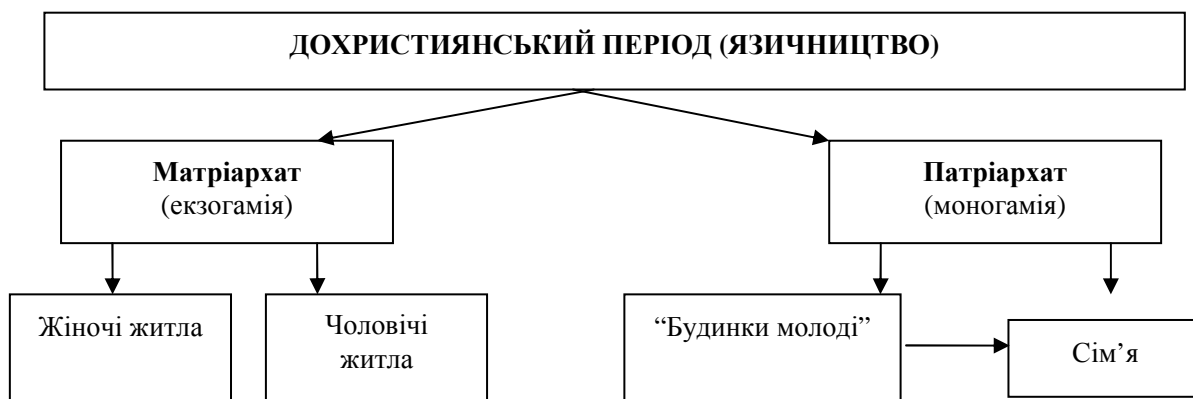 ДОХРИСТИЯНСЬКИЙ ПЕРІОД (ЯЗИЧНИЦТВО)
Матріархат
(екзогамія)
Патріархат
(моногамія)
Жіночі житла
Чоловічі
житла
“Будинки молоді”
Сім’я